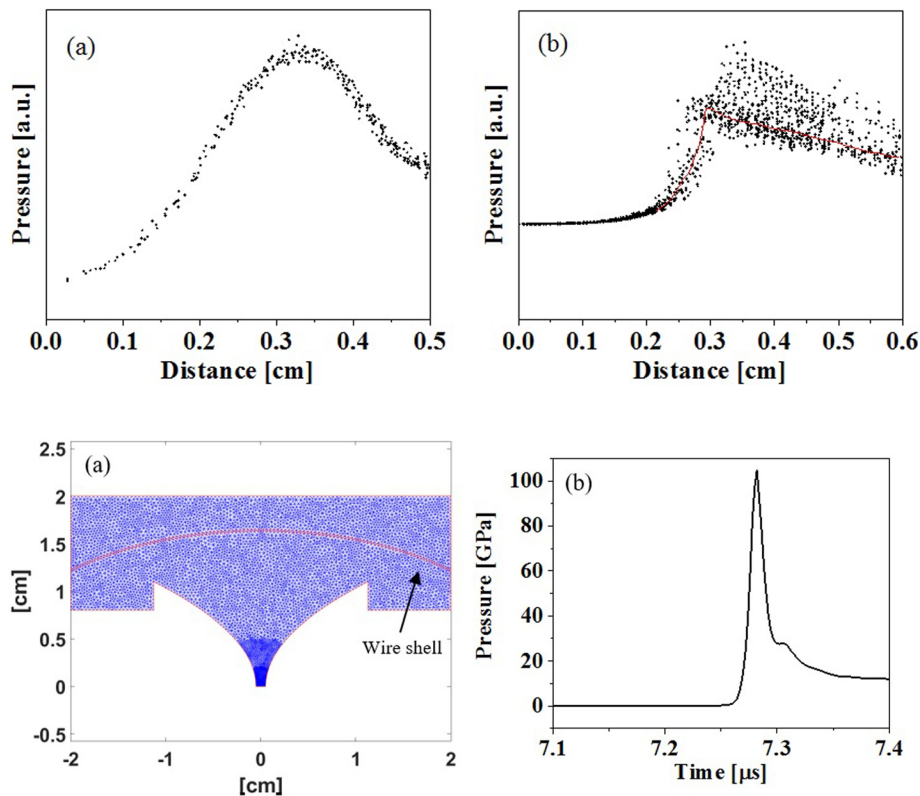 (a)
Pressure [a.u.]
0.0 0.1 0.2 0.3 0.4 0.5
Distance [cm]
(b)
Pressure [a.u.]
0.0 0.1 0.2 0.3 0.4 0.5 0.6
Distance [cm]
(a)
2.5
2
1.5
1
0.5
0
-0.5
[cm]
Wire shell
-2 -1 0 1 2
[cm]
(b)
100
80
60
40
20
0
Pressure [GPa]
7.1 7.2 7.3 7.4
Time [μs]